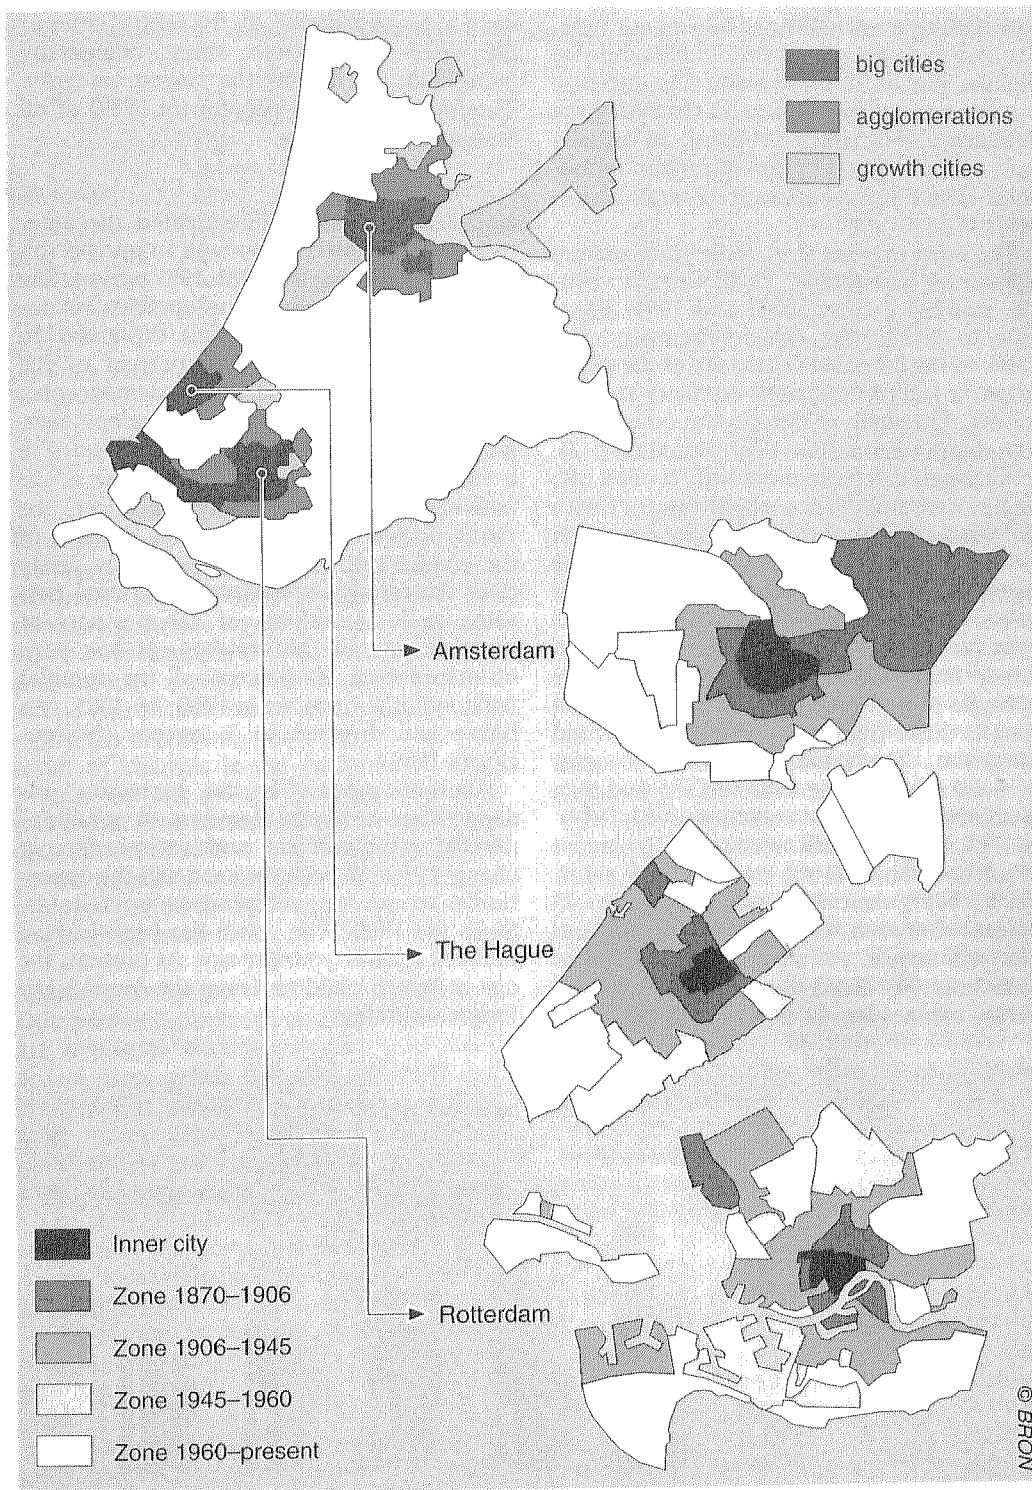 big cities
agglomerations
growth cities
Amsterdam
The Hague
Rotterdam
Inner city
Zone 1870–1906
Zone 1906–1945
Zone 1945–1960
Zone 1960–present
© BRON